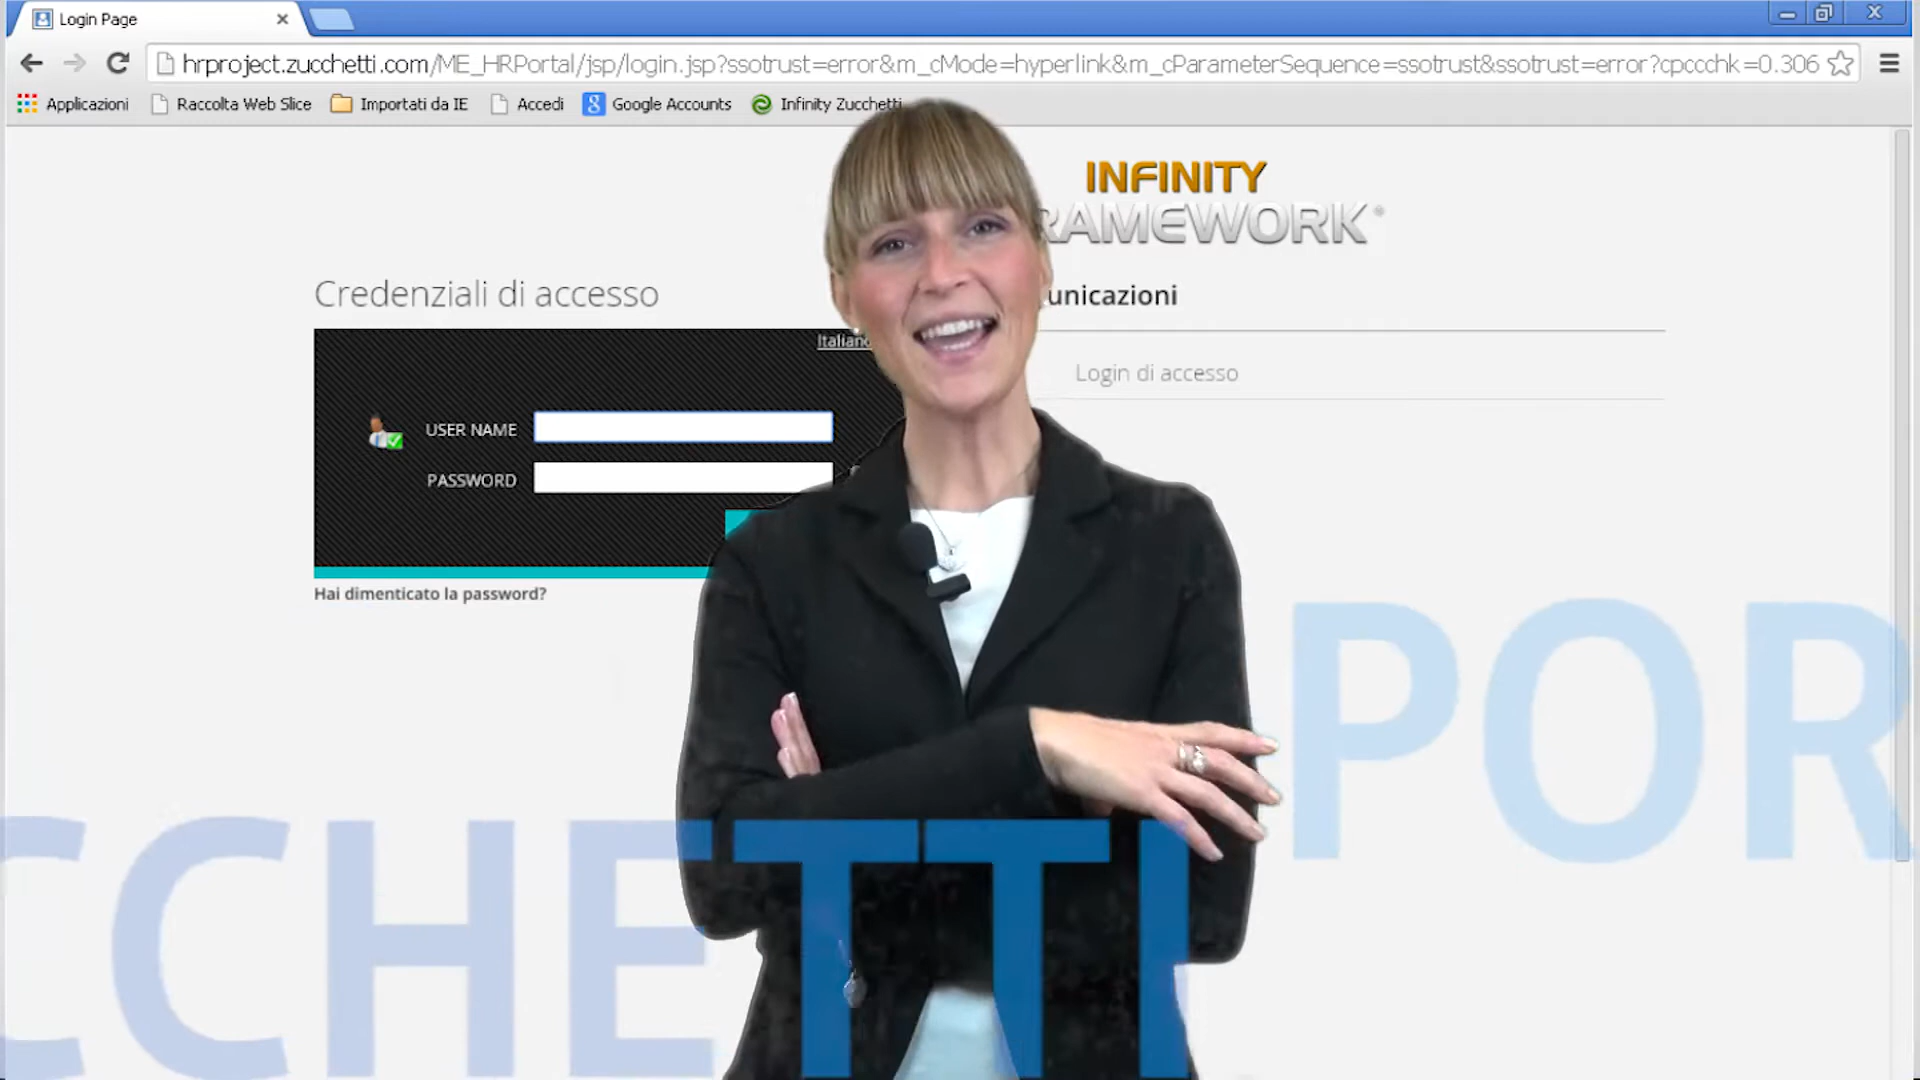 Login Page
hrproject.zucchetti.com/ME_HRPortal/jsp/login.jsp?ssotrust=error&m_cMode=hyperlink&m_cParameterSequence=ssotrust&ssotrust=error?cpccchk=0.306
Applicazioni Raccolta Web Slice Importati da IE Accedi Google Accounts Infinity Zucchetti
INFINITY
RAMEWORK®
Credenziali di accesso
unicazioni
Italiano
Login di accesso
USER NAME
PASSWORD
Hai dimenticato la password?
POR
CCHETTI